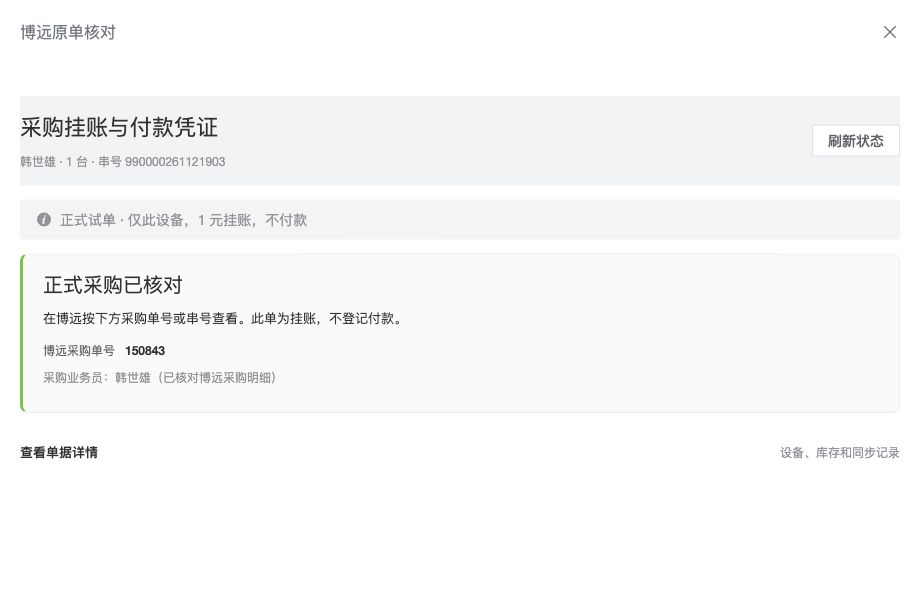 博远原单核对
采购挂账与付款凭证
韩世雄 · 1 台 · 串号 990000261121903
刷新状态
正式试单 · 仅此设备，1 元挂账，不付款
正式采购已核对
在博远按下方采购单号或串号查看。此单为挂账，不登记付款。
博远采购单号 150843
采购业务员：韩世雄（已核对博远采购明细）
查看单据详情
设备、库存和同步记录